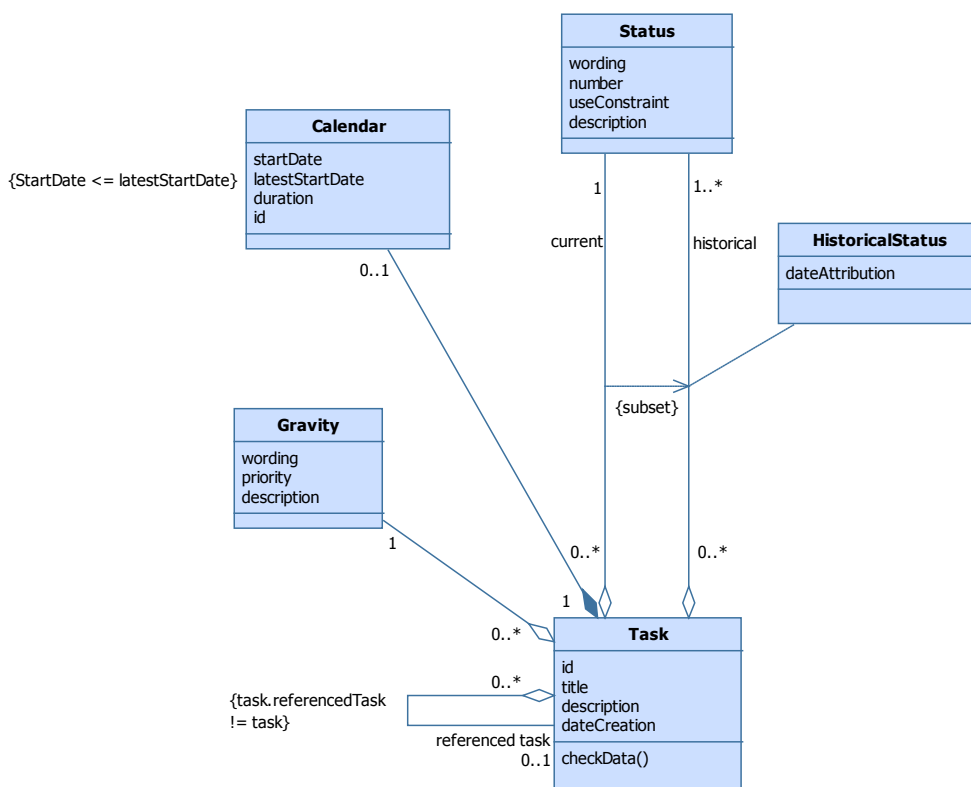 Status
wording
number
useConstraint
description
Calendar
startDate
latestStartDate
duration
id
{StartDate <= latestStartDate}
1
1..*
current
historical
HistoricalStatus
dateAttribution
0..1
{subset}
Gravity
wording
priority
description
1
0..*
0..*
1
0..*
Task
id
title
description
dateCreation
checkData()
0..*
{task.referencedTask
!= task}
referenced task
0..1